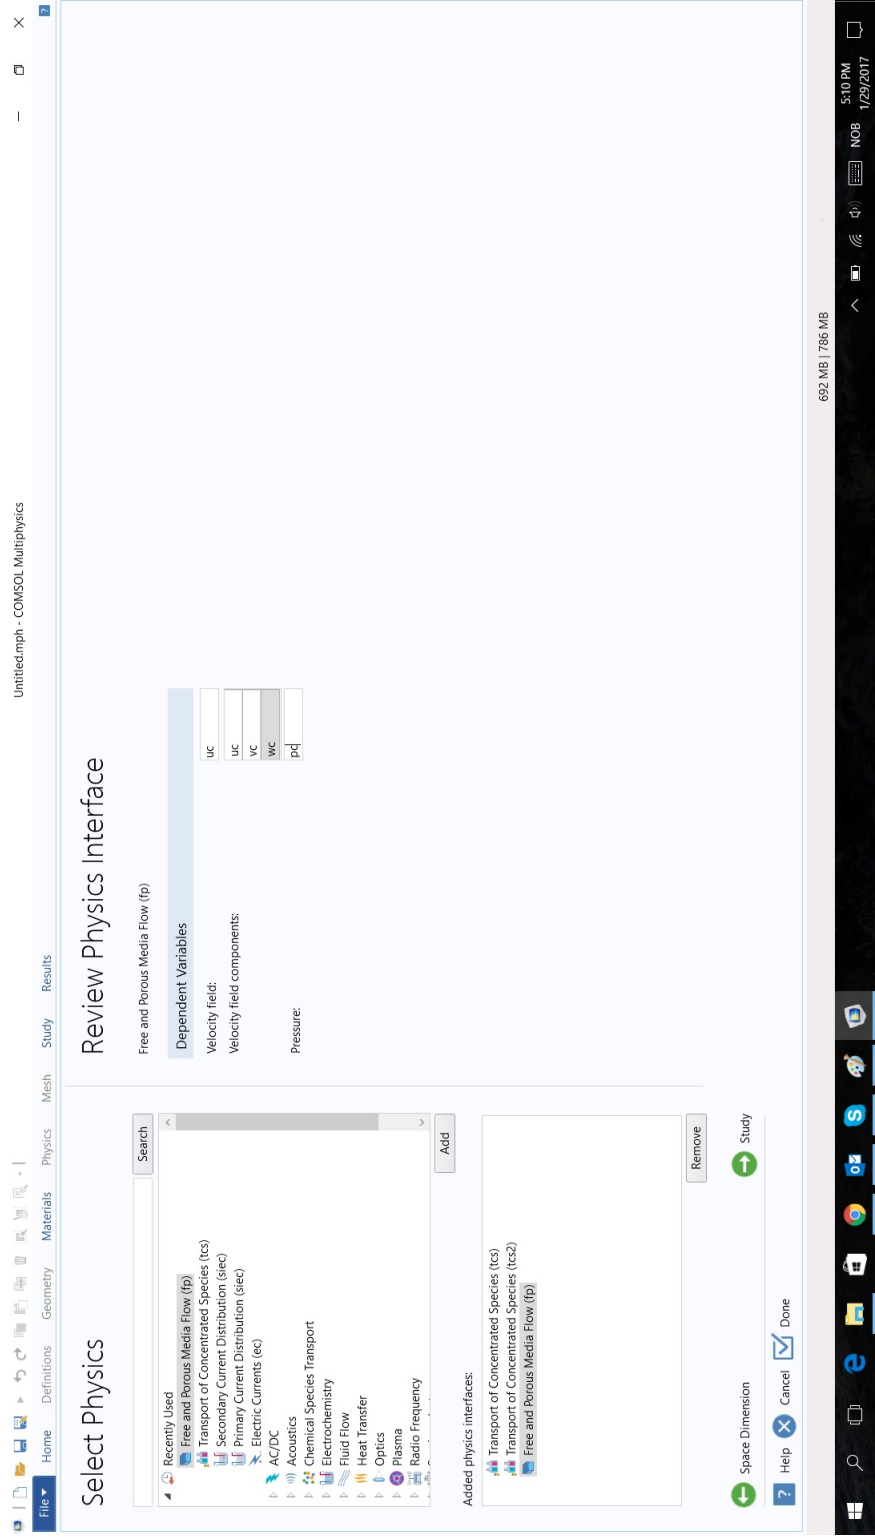 Untitled.mph - COMSOL Multiphysics
File
Home
Definitions
Geometry
Materials
Physics
Mesh
Study
Results
Select Physics
Search
Recently Used
Free and Porous Media Flow (fp)
Transport of Concentrated Species (tcs)
Secondary Current Distribution (siec)
Primary Current Distribution (siec)
Electric Currents (ec)
AC/DC
Acoustics
Chemical Species Transport
Electrochemistry
Fluid Flow
Heat Transfer
Optics
Plasma
Radio Frequency
Add
Added physics interfaces:
Transport of Concentrated Species (tcs)
Transport of Concentrated Species (tcs2)
Free and Porous Media Flow (fp)
Remove
Space Dimension
Study
Help
Cancel
Done
Review Physics Interface
Free and Porous Media Flow (fp)
Dependent Variables
Velocity field: uc
Velocity field components: uc
vc
wc
Pressure: pc
692 MB | 786 MB
NOB
5:10 PM
1/29/2017